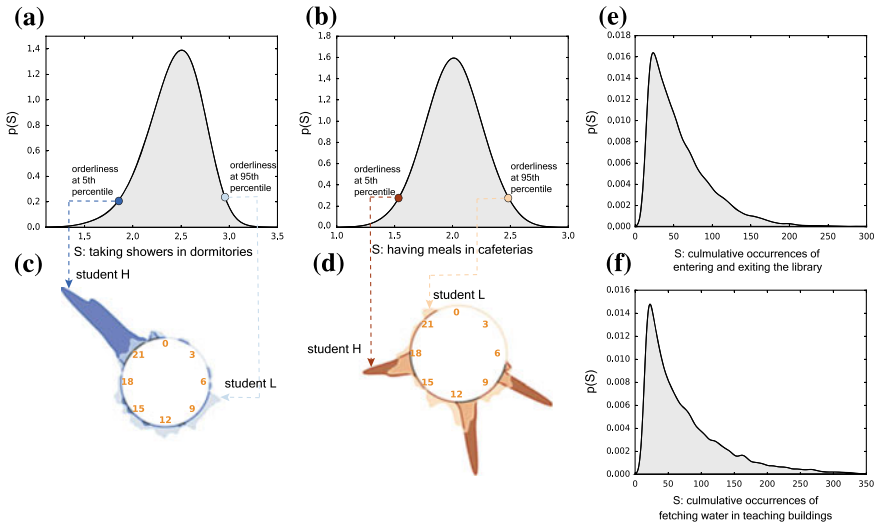 (a)
1.4
1.2
1.0
0.8
0.6
0.4
0.2
0.0
p(S)
orderliness
at 5th
percentile
orderliness
at 95th
percentile
1.5
2.0
2.5
3.0
3.5
S: taking showers in dormitories
(b)
1.8
1.6
1.4
1.2
1.0
0.8
0.6
0.4
0.2
0.0
p(S)
orderliness
at 5th
percentile
orderliness
at 95th
percentile
1.0
1.5
2.0
2.5
3.0
S: having meals in cafeterias
(e)
0.018
0.016
0.014
0.012
0.010
0.008
0.006
0.004
0.002
0.000
p(S)
0
50
100
150
200
250
300
S: culmulative occurrences of
entering and exiting the library
(c)
student H
0
3
6
9
12
15
18
21
student L
(d)
student L
student H
0
3
6
9
12
15
18
21
(f)
0.016
0.014
0.012
0.010
0.008
0.006
0.004
0.002
0.000
p(S)
0
50
100
150
200
250
300
350
S: culmulative occurrences of
fetching water in teaching buildings